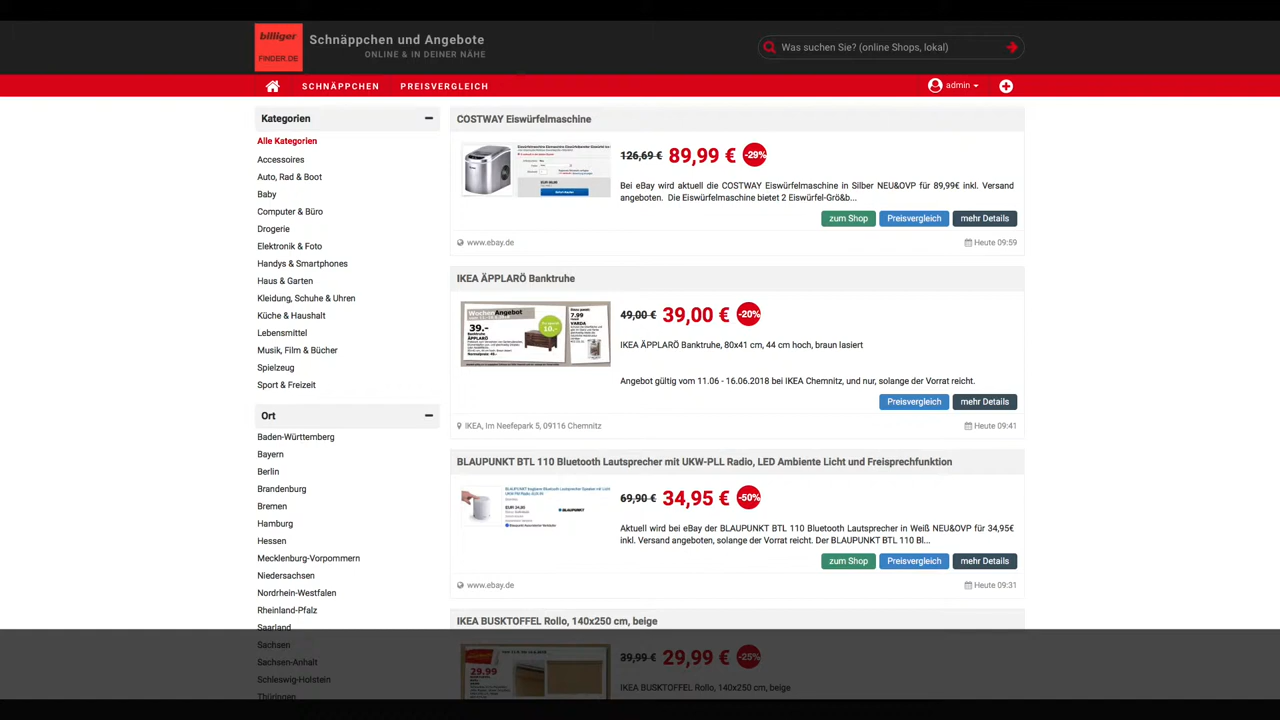 billiger
FINDER.DE
Schnäppchen und Angebote
ONLINE & IN DEINER NÄHE
Was suchen Sie? (online Shops, lokal)
SCHNÄPPCHEN
PREISVERGLEICH
admin
Kategorien
Alle Kategorien
Accessoires
Auto, Rad & Boot
Baby
Computer & Büro
Drogerie
Elektronik & Foto
Handys & Smartphones
Haus & Garten
Kleidung, Schuhe & Uhren
Küche & Haushalt
Lebensmittel
Musik, Film & Bücher
Spielzeug
Sport & Freizeit
Ort
Baden-Württemberg
Bayern
Berlin
Brandenburg
Bremen
Hamburg
Hessen
Mecklenburg-Vorpommern
Niedersachsen
Nordrhein-Westfalen
Rheinland-Pfalz
Saarland
Sachsen
Sachsen-Anhalt
Schleswig-Holstein
Thüringen
COSTWAY Eiswürfelmaschine
126,69 € 89,99 € -29%
Bei eBay wird aktuell die COSTWAY Eiswürfelmaschine in Silber NEU&OVP für 89,99€ inkl. Versand
angeboten. Die Eiswürfelmaschine bietet 2 Eiswürfel-Grö&b...
zum Shop Preisvergleich mehr Details
www.ebay.de Heute 09:59
IKEA ÄPPLARÖ Banktruhe
WochenAngebot
39.-
Banktruhe
ÄPPLARÖ
7.99
VARDA
49,00 € 39,00 € -20%
IKEA ÄPPLARÖ Banktruhe, 80x41 cm, 44 cm hoch, braun lasiert
Angebot gültig vom 11.06 - 16.06.2018 bei IKEA Chemnitz, und nur, solange der Vorrat reicht.
Preisvergleich mehr Details
IKEA, Im Neefepark 5, 09116 Chemnitz Heute 09:41
BLAUPUNKT BTL 110 Bluetooth Lautsprecher mit UKW-PLL Radio, LED Ambiente Licht und Freisprechfunktion
BLAUPUNKT
69,90 € 34,95 € -50%
Aktuell wird bei eBay der BLAUPUNKT BTL 110 Bluetooth Lautsprecher in Weiß NEU&OVP für 34,95€
inkl. Versand angeboten, solange der Vorrat reicht. Der BLAUPUNKT BTL 110 Bl...
zum Shop Preisvergleich mehr Details
www.ebay.de Heute 09:31
IKEA BUSKTOFFEL Rollo, 140x250 cm, beige
29.99
39,99 € 29,99 € -25%
IKEA BUSKTOFFEL Rollo, 140x250 cm, beige